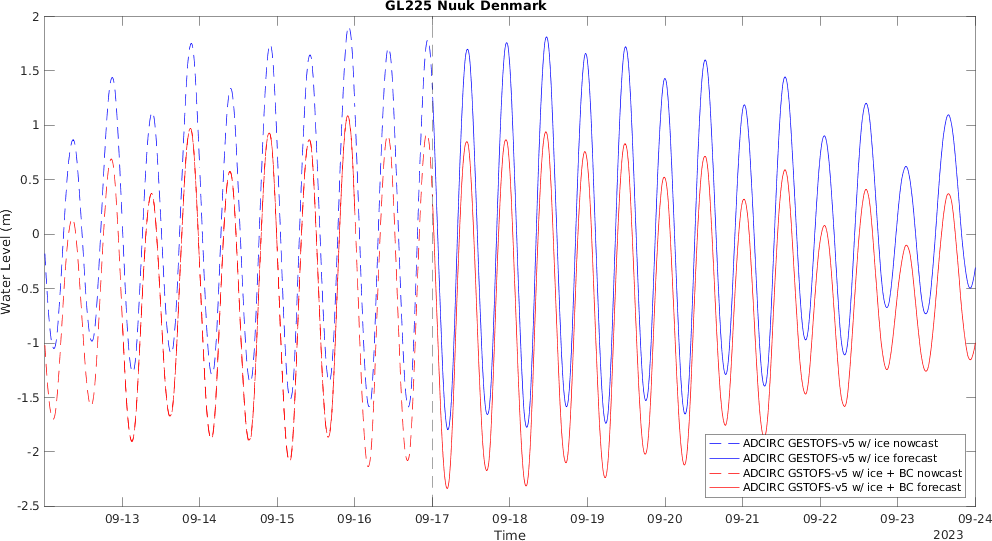 GL225 Nuuk Denmark
2
1.5
1
0.5
0
-0.5
-1
-1.5
-2
-2.5
Water Level (m)
ADCIRC GESTOFS-v5 w/ ice nowcast
ADCIRC GESTOFS-v5 w/ ice forecast
ADCIRC GSTOFS-v5 w/ ice + BC nowcast
ADCIRC GSTOFS-v5 w/ ice + BC forecast
09-13 09-14 09-15 09-16 09-17 09-18 09-19 09-20 09-21 09-22 09-23 09-24
Time
2023